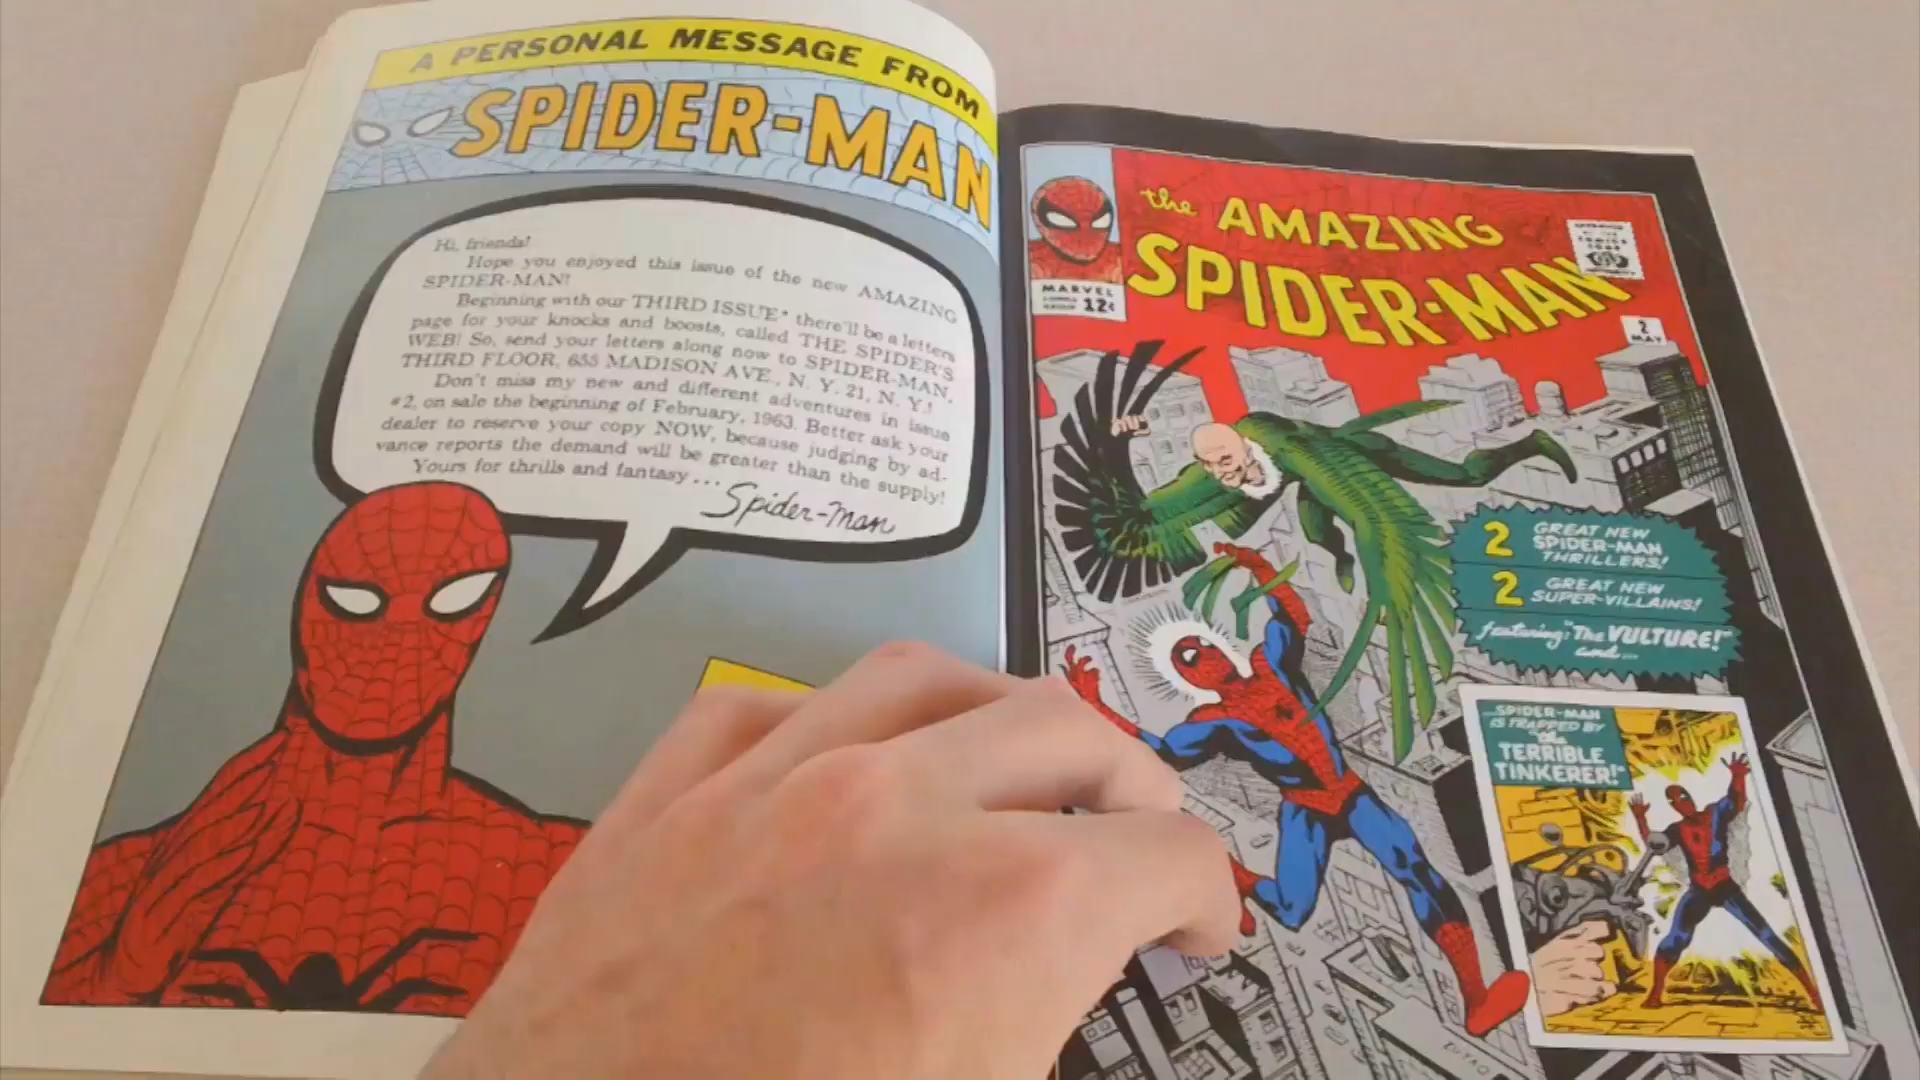 A PERSONAL MESSAGE FROM
SPIDER-MAN
Hi, friends!
Hope you enjoyed this issue of the new AMAZING
SPIDER-MAN!
Beginning with our THIRD ISSUE* there'll be a letters
page for your knocks and boosts, called THE SPIDER'S
WEB! So, send your letters along now to SPIDER-MAN,
THIRD FLOOR, 655 MADISON AVE., N. Y. 21, N. Y.!
Don't miss my new and different adventures in issue
#2, on sale the beginning of February, 1963. Better ask your
dealer to reserve your copy NOW, because judging by ad-
vance reports the demand will be greater than the supply!
Yours for thrills and fantasy...
Spider-Man
the AMAZING
SPIDER-MAN
MARVEL
COMICS
GROUP 12¢
APPROVED
BY THE
COMICS
CODE
AUTHORITY
2
MAY
2 GREAT NEW
SPIDER-MAN
THRILLERS!
2 GREAT NEW
SUPER-VILLAINS!
featuring: "The VULTURE!"
and...
SPIDER-MAN
IS TRAPPED BY
"the
TERRIBLE
TINKERER!"